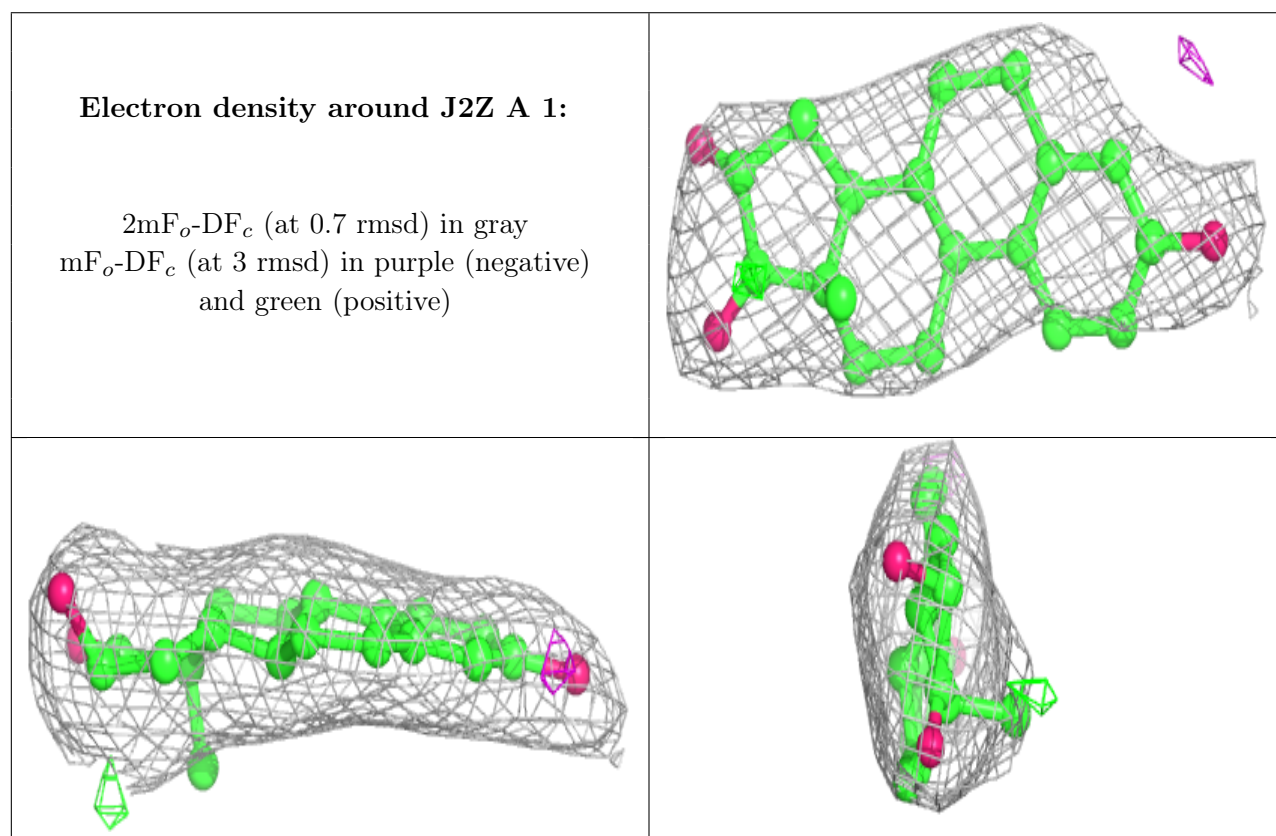 Electron density around J2Z A 1:
2mFₒ-DF𝒸 (at 0.7 rmsd) in gray
mFₒ-DF𝒸 (at 3 rmsd) in purple (negative)
and green (positive)